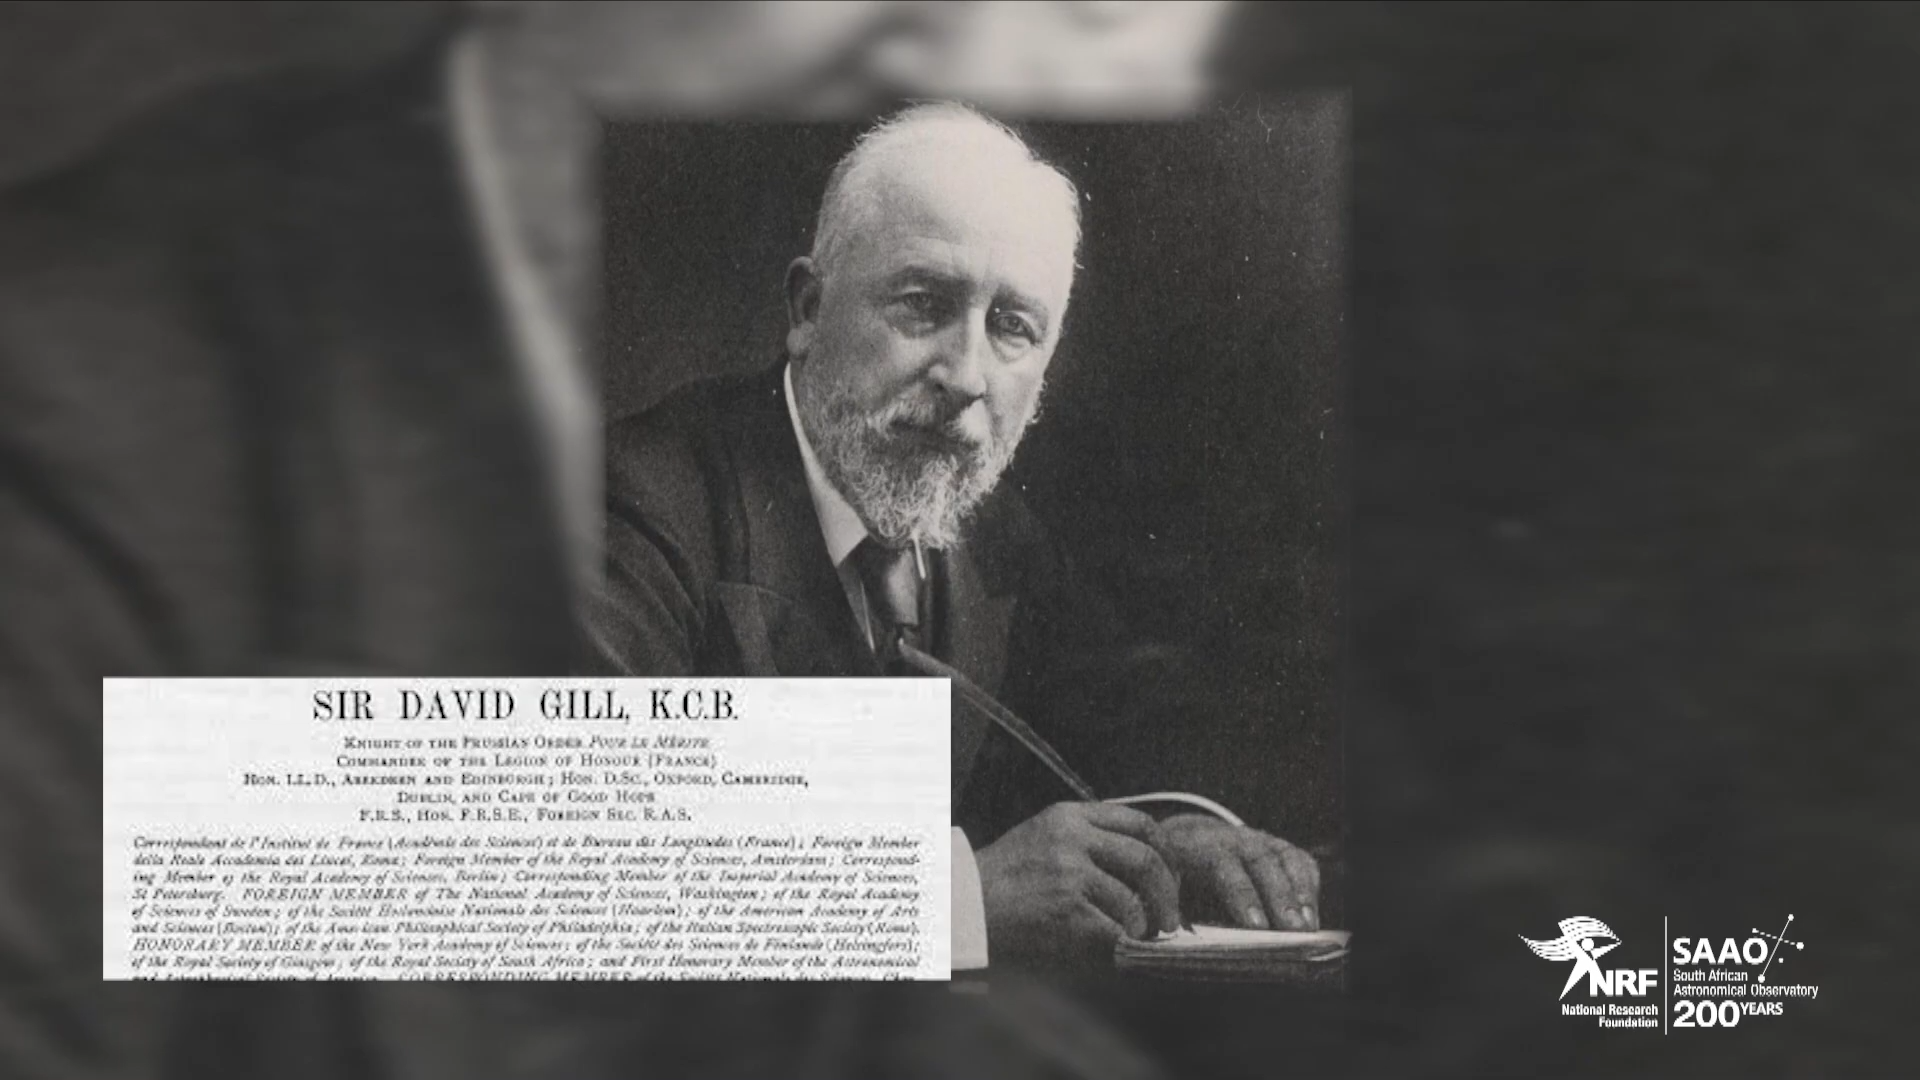 SIR DAVID GILL, K.C.B.
KNIGHT OF THE PRUSSIAN ORDER POUR LE MÉRITE
COMMANDER OF THE LEGION OF HONOUR (FRANCE)
HON. LL.D., ABERDEEN AND EDINBURGH; HON. D.SC., OXFORD, CAMBRIDGE,
DUBLIN, AND CAPE OF GOOD HOPE
F.R.S., HON. F.R.S.E., FOREIGN SEC. R.A.S.
Correspondant de l'Institut de France (Académie des Sciences) et de Bureau des Longitudes (France); Foreign Member
della Reale Accademia dei Lincei, Rome; Foreign Member of the Royal Academy of Sciences, Amsterdam; Correspond-
ing Member of the Royal Academy of Sciences, Berlin; Corresponding Member of the Imperial Academy of Sciences,
St Petersburg. FOREIGN MEMBER of The National Academy of Sciences, Washington; of the Royal Academy
of Sciences of Sweden; of the Société Hollandaise Nationale des Sciences (Haarlem); of the American Academy of Arts
and Sciences (Boston); of the American Philosophical Society of Philadelphia; of the Italian Spectroscopic Society (Rome).
HONORARY MEMBER of the New York Academy of Sciences; of the Société des Sciences de Finlande (Helsingfors);
of the Royal Society of Glasgow; of the Royal Society of South Africa; and First Honorary Member of the Astronomical
CORRESPONDING MEMBER of the
NRF
National Research
Foundation
SAAO
South African
Astronomical Observatory
200 YEARS